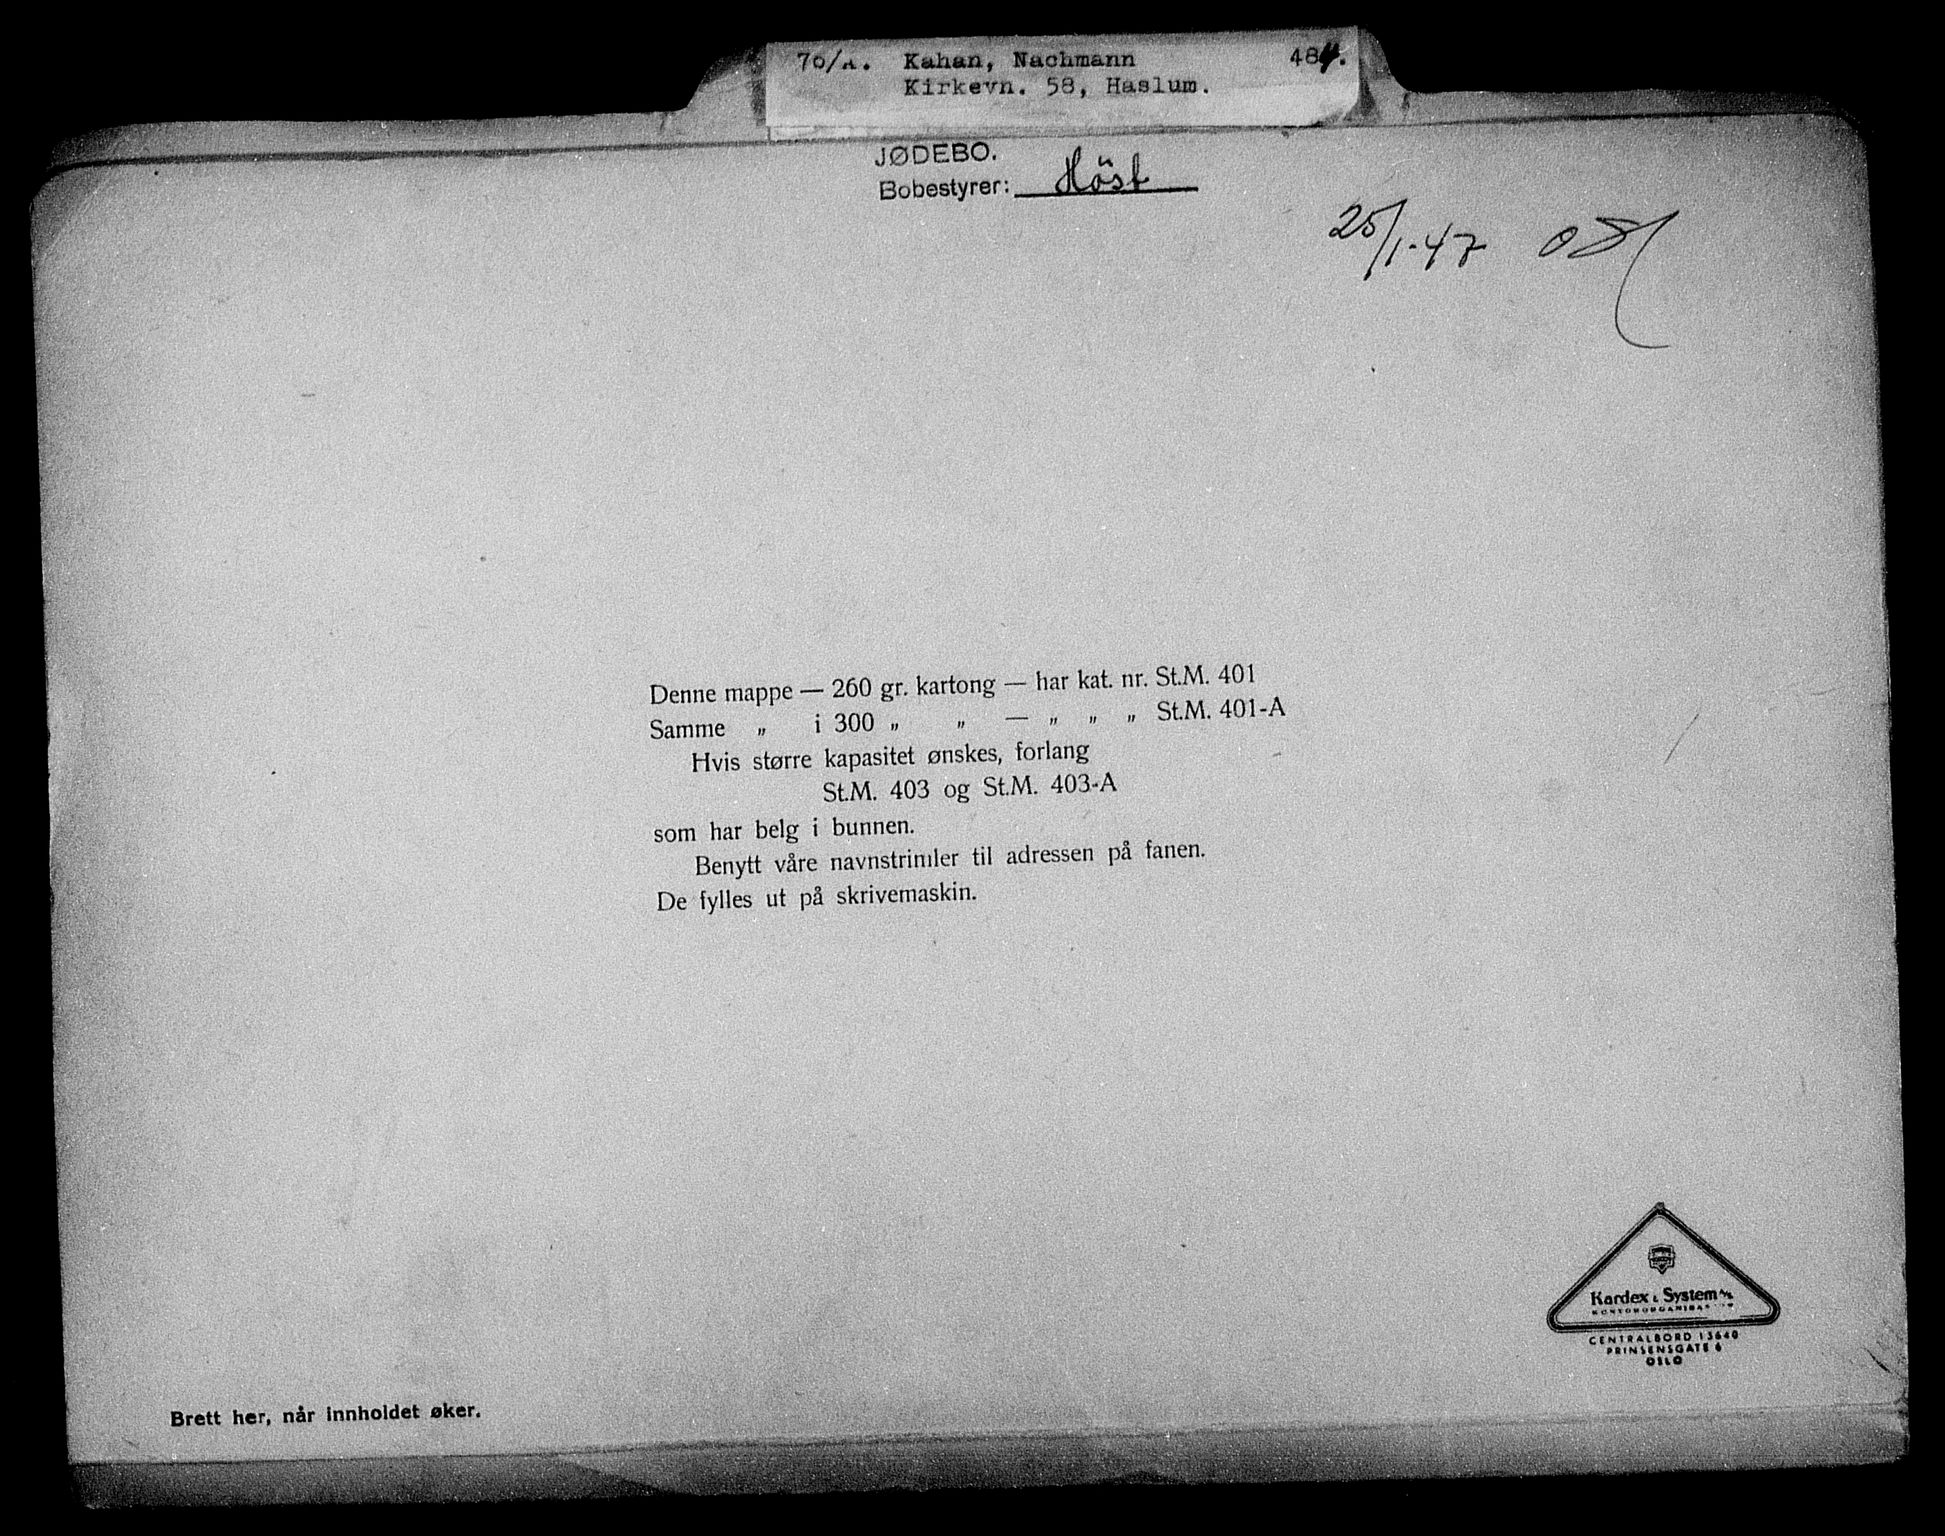 70/A. Kahan, Nachmann 484.
Kirkevn. 58, Haslum.
JØDEBO.
Bobestyrer: Höst
25/1-47
Denne mappe — 260 gr. kartong — har kat. nr. St.M. 401
Samme „ i 300 „ „ — „ „ „ St.M. 401-A
Hvis større kapasitet ønskes, forlang
St.M. 403 og St.M. 403-A
som har belg i bunnen.
Benytt våre navnstrimler til adressen på fanen.
De fylles ut på skrivemaskin.
Kardex & System A/S
CENTRALBORD 13640
PRINSENSGATE 6
OSLO
Brett her, når innholdet øker.